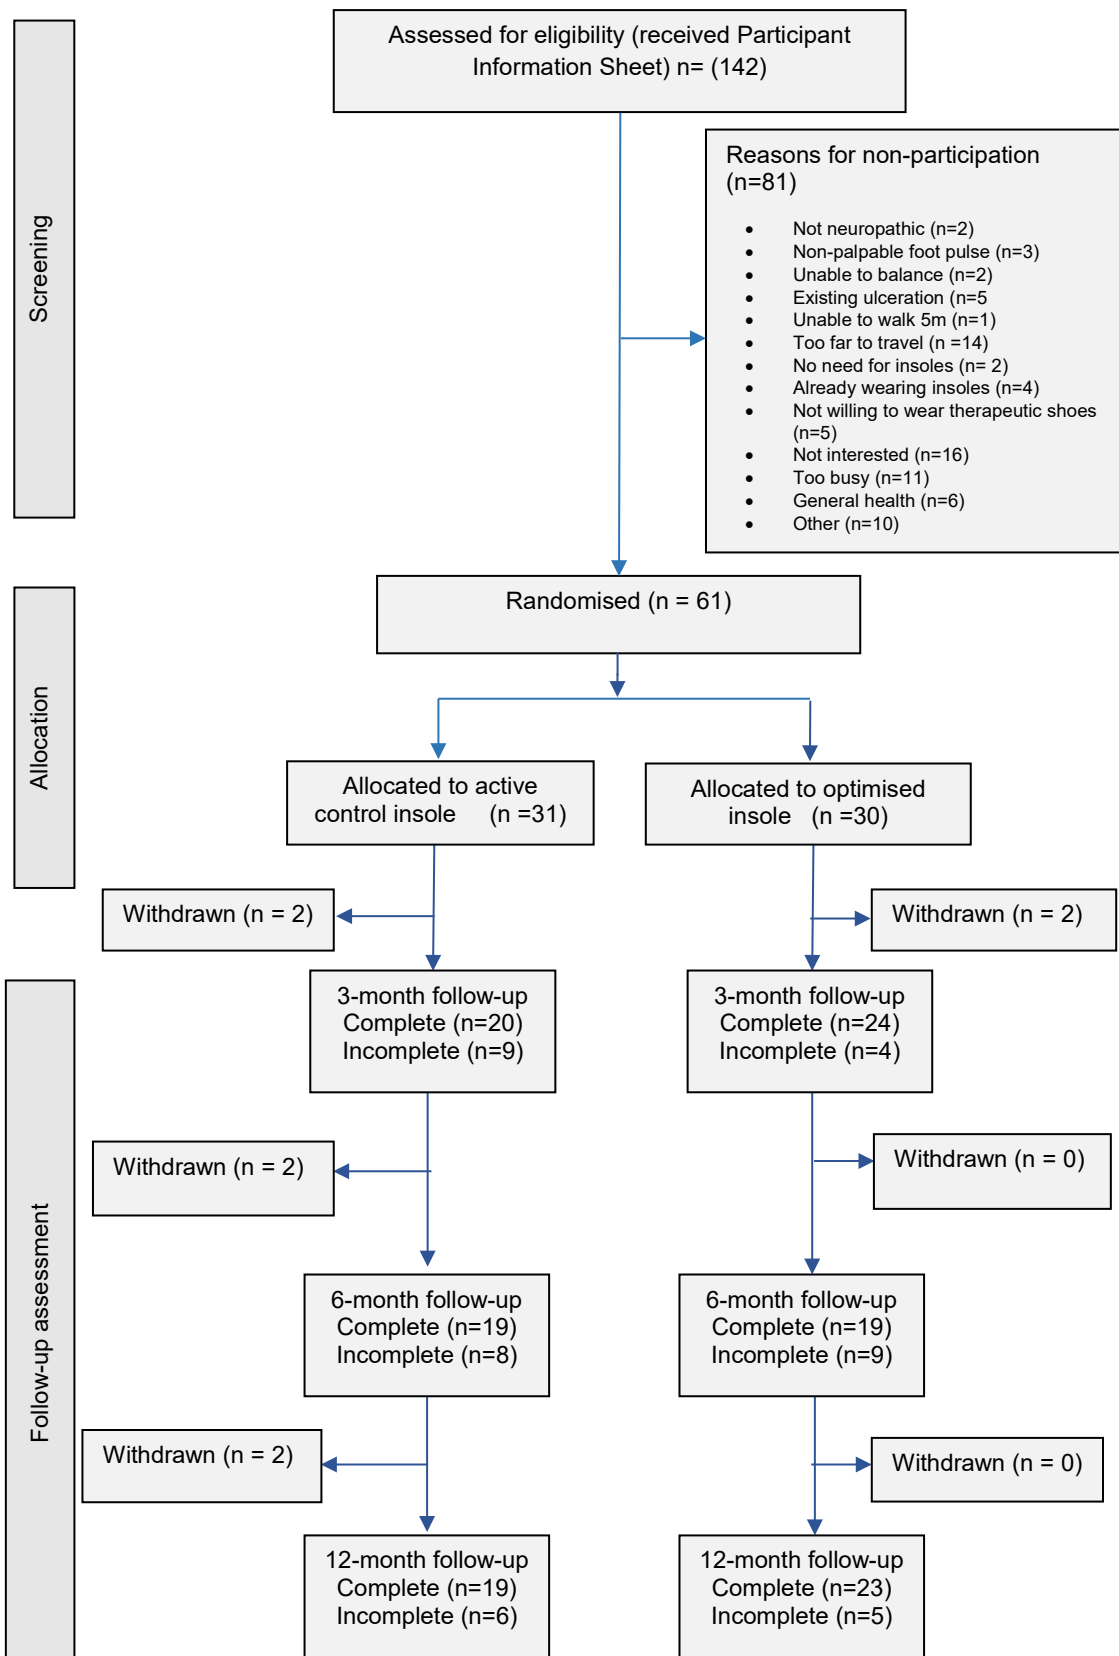 Assessed for eligibility (received Participant
Information Sheet) n= (142)
Screening
Reasons for non-participation
(n=81)
• Not neuropathic (n=2)
• Non-palpable foot pulse (n=3)
• Unable to balance (n=2)
• Existing ulceration (n=5
• Unable to walk 5m (n=1)
• Too far to travel (n =14)
• No need for insoles (n= 2)
• Already wearing insoles (n=4)
• Not willing to wear therapeutic shoes
(n=5)
• Not interested (n=16)
• Too busy (n=11)
• General health (n=6)
• Other (n=10)
Allocation
Randomised (n = 61)
Allocated to active
control insole (n =31)
Allocated to optimised
insole (n =30)
Withdrawn (n = 2)
Withdrawn (n = 2)
Follow-up assessment
3-month follow-up
Complete (n=20)
Incomplete (n=9)
3-month follow-up
Complete (n=24)
Incomplete (n=4)
Withdrawn (n = 2)
Withdrawn (n = 0)
6-month follow-up
Complete (n=19)
Incomplete (n=8)
6-month follow-up
Complete (n=19)
Incomplete (n=9)
Withdrawn (n = 2)
Withdrawn (n = 0)
12-month follow-up
Complete (n=19)
Incomplete (n=6)
12-month follow-up
Complete (n=23)
Incomplete (n=5)